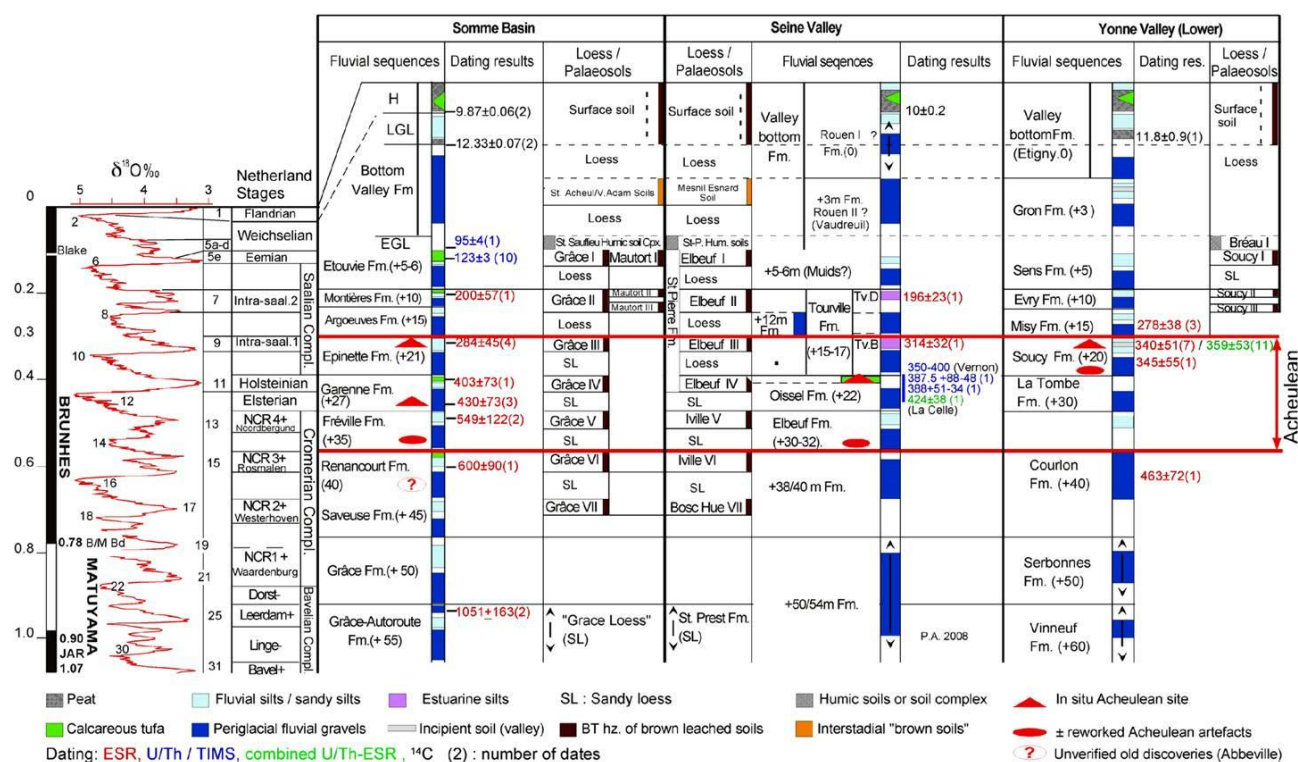 Somme Basin
Seine Valley
Yonne Valley (Lower)
Fluvial sequences
Dating results
Loess /
Palaeosols
Loess /
Palaeosols
Fluvial seqences
Dating results
Fluvial sequences
Dating res.
Loess/
Palaeosols
H
9.87±0.06(2)
LGL
12.33±0.07(2)
Bottom
Valley Fm
EGL
95±4(1)
123±3 (10)
Etouvie Fm.(+5-6)
Montières Fm.(+10)
200±57(1)
Argoeuves Fm.
(+15)
284±45(4)
Epinette Fm.(+21)
Garenne Fm.
(+27)
403±73(1)
430±73(3)
Fréville Fm.
(+35)
549±122(2)
Renancourt Fm.
(40)
600±90(1)
?
Saveuse Fm.(+ 45)
Grâce Fm.(+ 50)
Grâce-Autoroute
Fm.(+ 55)
1051±163(2)
Surface soil
Loess
St. Acheul/V.Adam Soils
Loess
St. Sauflieu Humic soil Cpx.
Grâce I
Mautort I
Loess
Grâce II
Mautort II
Mautort III
Loess
Grâce III
SL
Grâce IV
SL
Grâce V
SL
Grâce VI
SL
Grâce VII
"Grace Loess"
(SL)
Surface soil
Loess
Mesnil Esnard
Soil
Loess
St-P. Hum. soils
Elbeuf I
Loess
Elbeuf II
Loess
Elbeuf III
Loess
Elbeuf IV
SL
Iville V
SL
Iville VI
SL
Bosc Hue VII
St. Prest Fm.
(SL)
St Pierre Fm.
Valley
bottom
Fm.
Rouen I ?
Fm.(0)
+3m Fm.
Rouen II ?
(Vaudreuil)
+5-6m (Muids?)
+12m
Fm.
Tourville
Fm.
(+15-17)
Tv.D
Tv.B
Oissel Fm.(+22)
Elbeuf Fm.
(+30-32).
+38/40 m Fm.
+50/54m Fm.
10±0.2
196±23(1)
314±32(1)
350-400 (Vernon)
387.5 +88-48 (1)
388+51-34 (1)
424±38 (1)
(La Celle)
P.A. 2008
Valley
bottomFm.
(Etigny.0)
11.8±0.9(1)
Gron Fm.(+3 )
Sens Fm.(+5)
Evry Fm.(+10)
Misy Fm.(+15)
278±38 (3)
Soucy Fm.(+20)
340±51(7) / 359±53(11)
345±55(1)
La Tombe
Fm.(+30)
Courlon
Fm.(+40)
463±72(1)
Serbonnes
Fm. (+50)
Vinneuf
Fm.(+60)
Surface
soil
Loess
Bréau I
Soucy I
SL
Soucy II
Soucy III
Acheulean
δ¹⁸O‰
5 4 3
Netherland
Stages
0
0.2
0.3
0.4
0.6
0.8
1.0
Blake
BRUNHES
0.78 B/M Bd
MATUYAMA
0.90
JAR
1.07
1
2
5a-d
5e
6
7
8
9
10
11
12
13
14
15
16
17
18
19
21
22
25
30
31
Flandrian
Weichselian
Eemian
Intra-saal.2
Intra-saal.1
Holsteinian
Elsterian
NCR 4+
Noordbergund
NCR 3+
Rosmalen
NCR 2+
Westerhoven
NCR1 +
Waardenburg
Dorst-
Leerdam+
Linge-
Bavel+
Saalian Compl.
Cromerian Compl.
Bavelian Compl
Peat
Fluvial silts / sandy silts
Estuarine silts
SL : Sandy loess
Humic soils or soil complex
In situ Acheulean site
Calcareous tufa
Periglacial fluvial gravels
Incipient soil (valley)
BT hz. of brown leached soils
Interstadial "brown soils"
± reworked Acheulean artefacts
Dating: ESR, U/Th / TIMS, combined U/Th-ESR , ¹⁴C (2) : number of dates
? Unverified old discoveries (Abbeville)